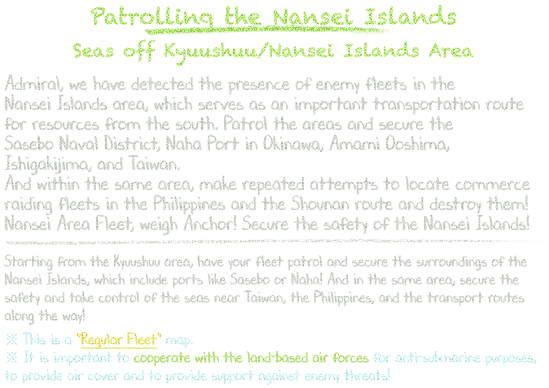 Patrolling the Nansei Islands
Seas off Kyuushuu/Nansei Islands Area
Admiral, we have detected the presence of enemy fleets in the
Nansei Islands area, which serves as an important transportation route
for resources from the south. Patrol the areas and secure the
Sasebo Naval District, Naha Port in Okinawa, Amami Ooshima,
Ishigakijima, and Taiwan.
And within the same area, make repeated attempts to locate commerce
raiding fleets in the Philippines and the Shounan route and destroy them!
Nansei Area Fleet, weigh Anchor! Secure the safety of the Nansei Islands!
Starting from the Kyuushuu area, have your fleet patrol and secure the surroundings of the
Nansei Islands, which include ports like Sasebo or Naha! And in the same area, secure the
safety and take control of the seas near Taiwan, the Philippines, and the transport routes
along the way!
※ This is a "Regular Fleet" map.
※ It is important to cooperate with the land-based air forces for anti-submarine purposes,
to provide air cover and to provide support against enemy threats!